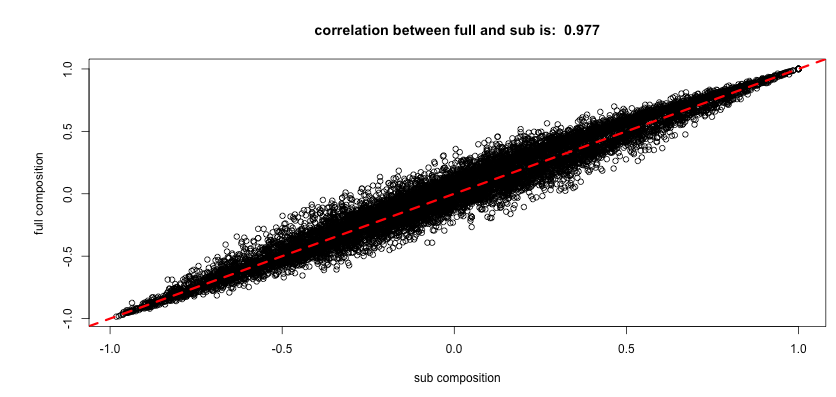 correlation between full and sub is:  0.977
full composition
1.0
0.5
0.0
-0.5
-1.0
-1.0 -0.5 0.0 0.5 1.0
sub composition